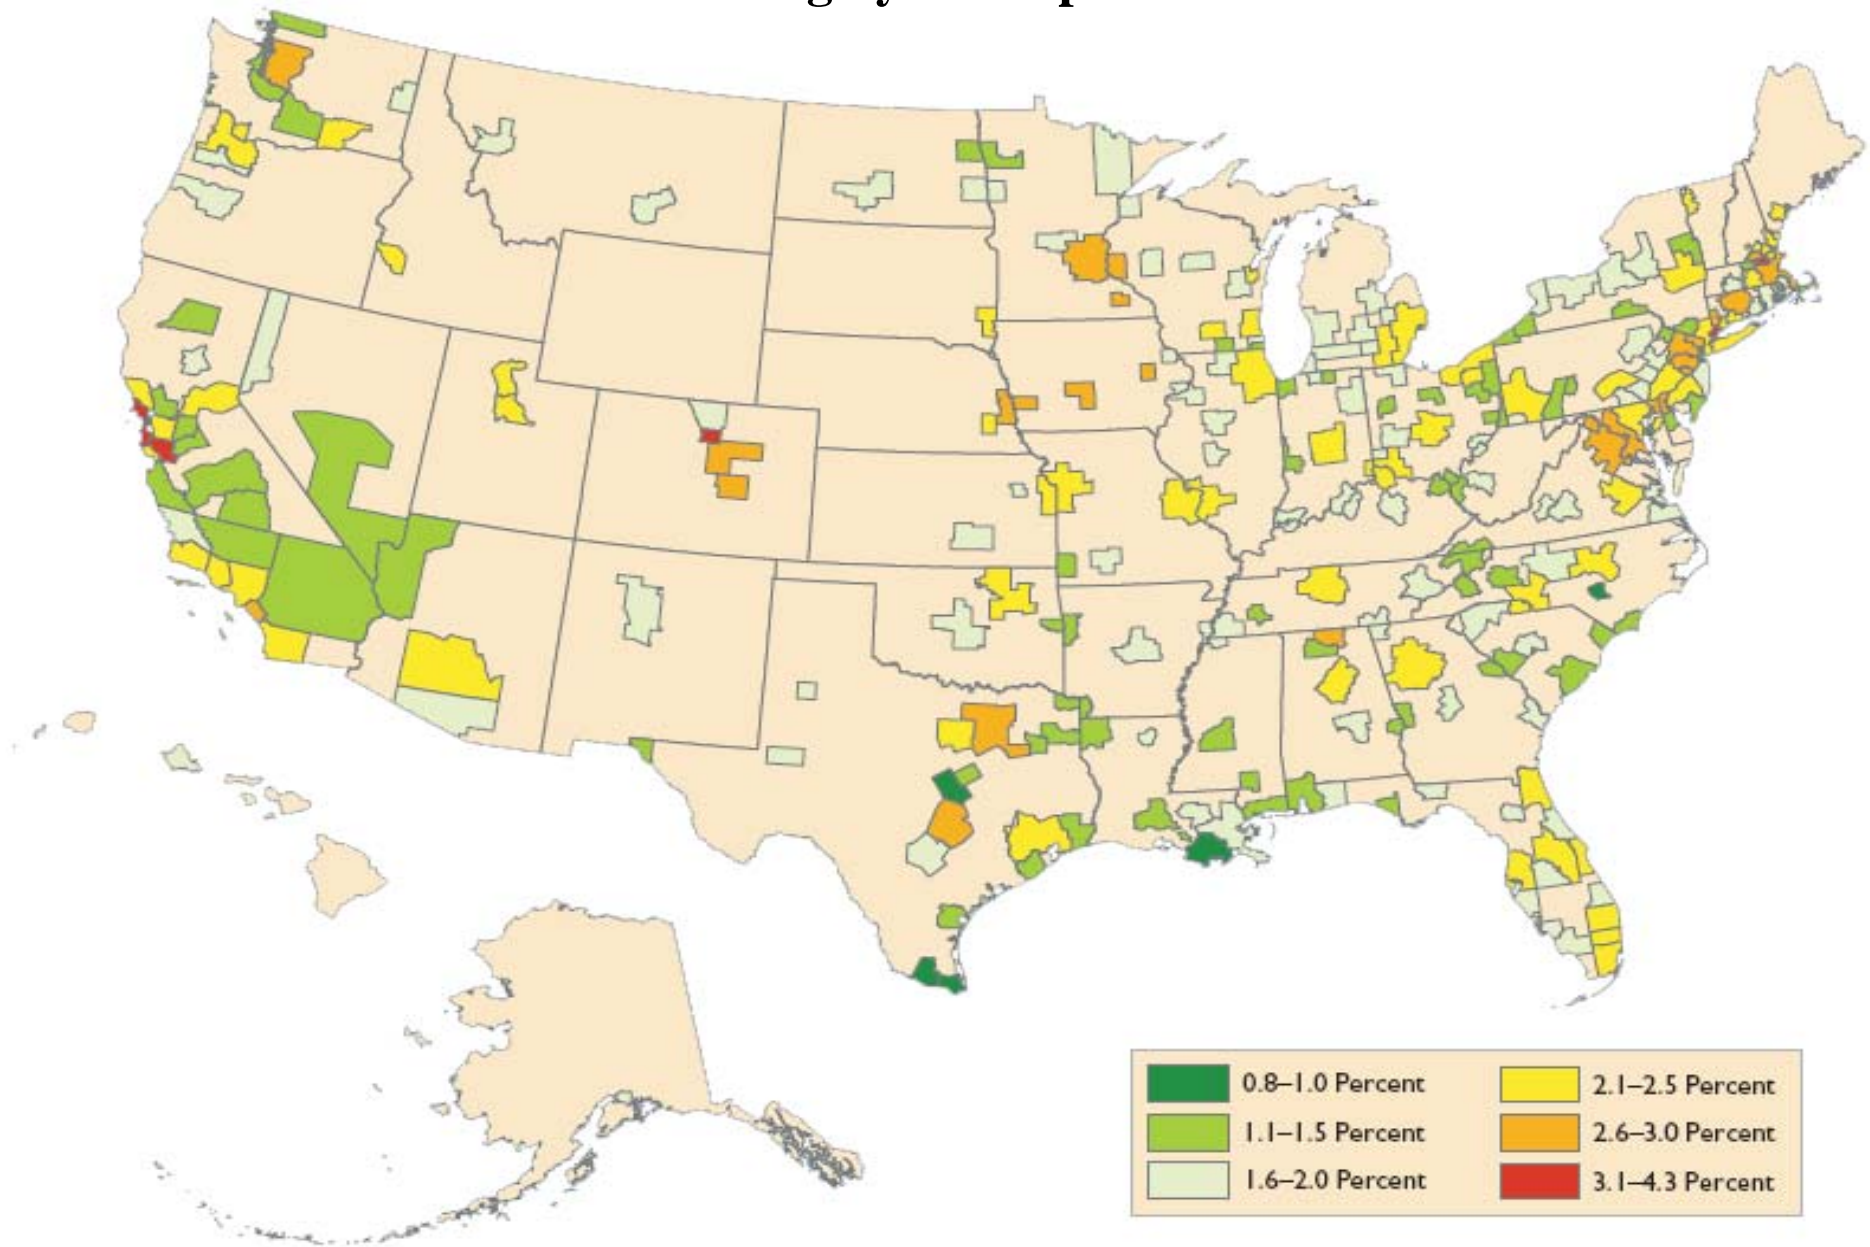 0.8–1.0 Percent
1.1–1.5 Percent
1.6–2.0 Percent
2.1–2.5 Percent
2.6–3.0 Percent
3.1–4.3 Percent